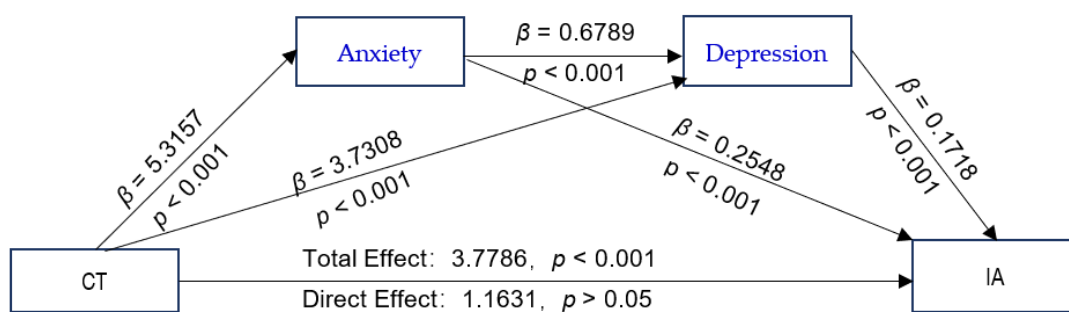 Anxiety
β = 0.6789
p < 0.001
Depression
β = 5.3157
p < 0.001
β = 3.7308
p < 0.001
β = 0.2548
p < 0.001
β = 0.1718
p < 0.001
CT
Total Effect： 3.7786， p < 0.001
Direct Effect： 1.1631， p > 0.05
IA